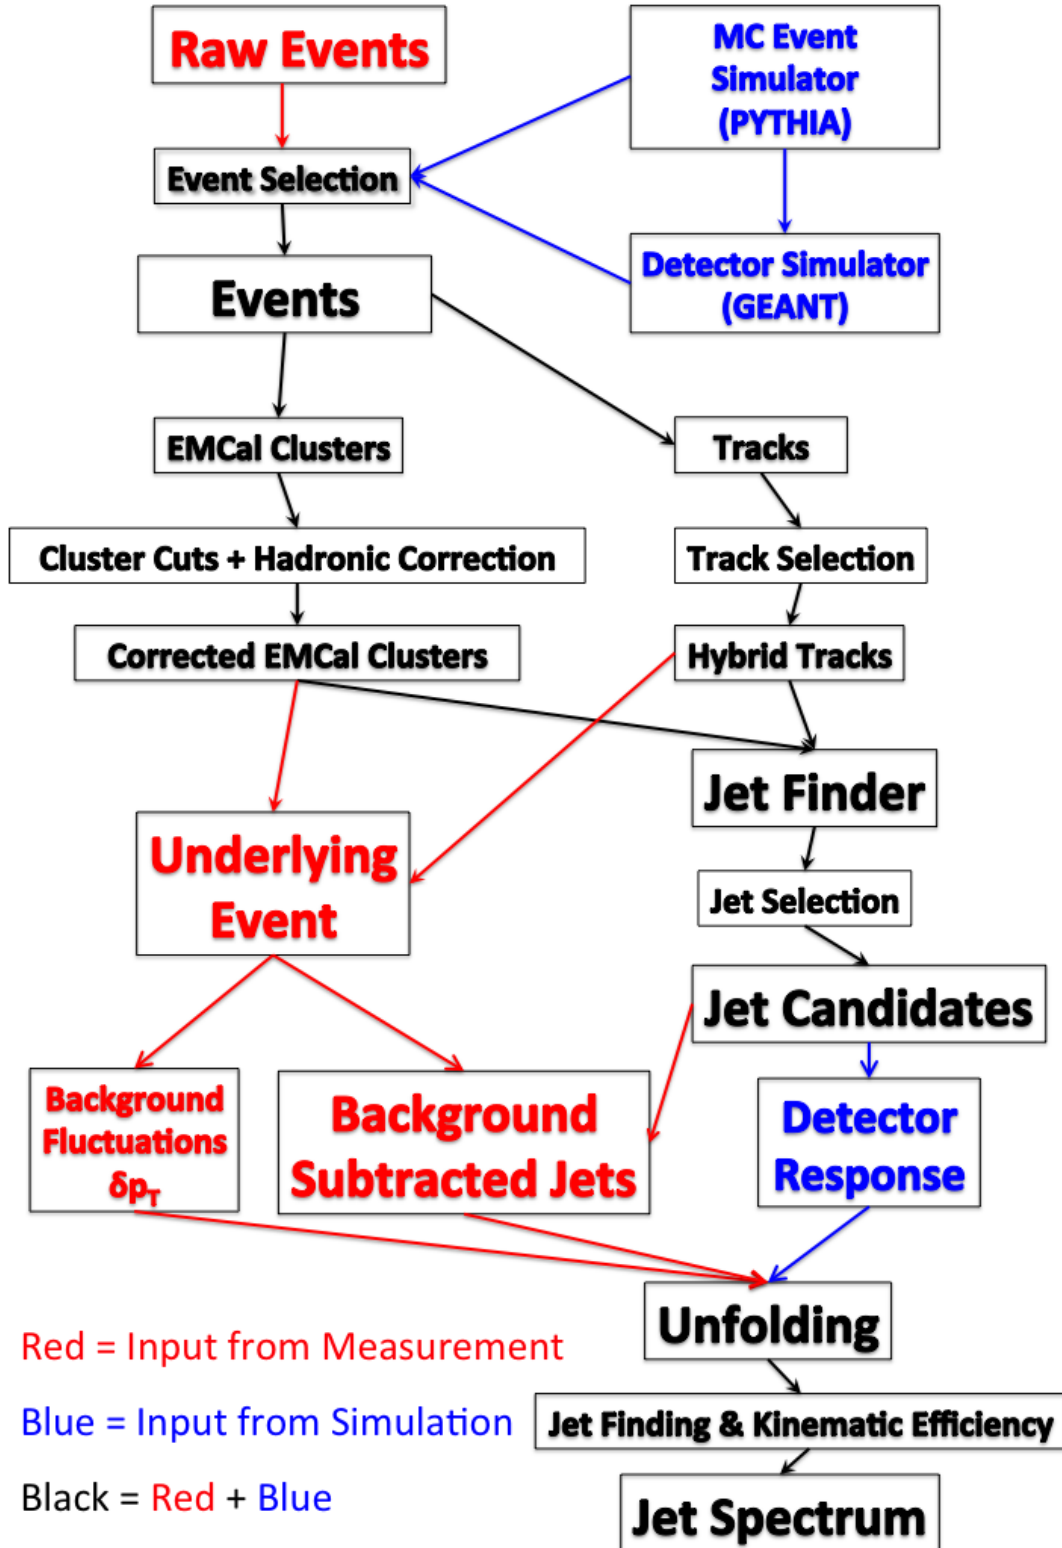 Raw Events
MC Event
Simulator
(PYTHIA)
Event Selection
Detector Simulator
(GEANT)
Events
EMCal Clusters
Tracks
Cluster Cuts + Hadronic Correction
Track Selection
Corrected EMCal Clusters
Hybrid Tracks
Jet Finder
Underlying
Event
Jet Selection
Jet Candidates
Background
Fluctuations
δpT
Background
Subtracted Jets
Detector
Response
Unfolding
Red = Input from Measurement
Jet Finding & Kinematic Efficiency
Blue = Input from Simulation
Jet Spectrum
Black = Red + Blue